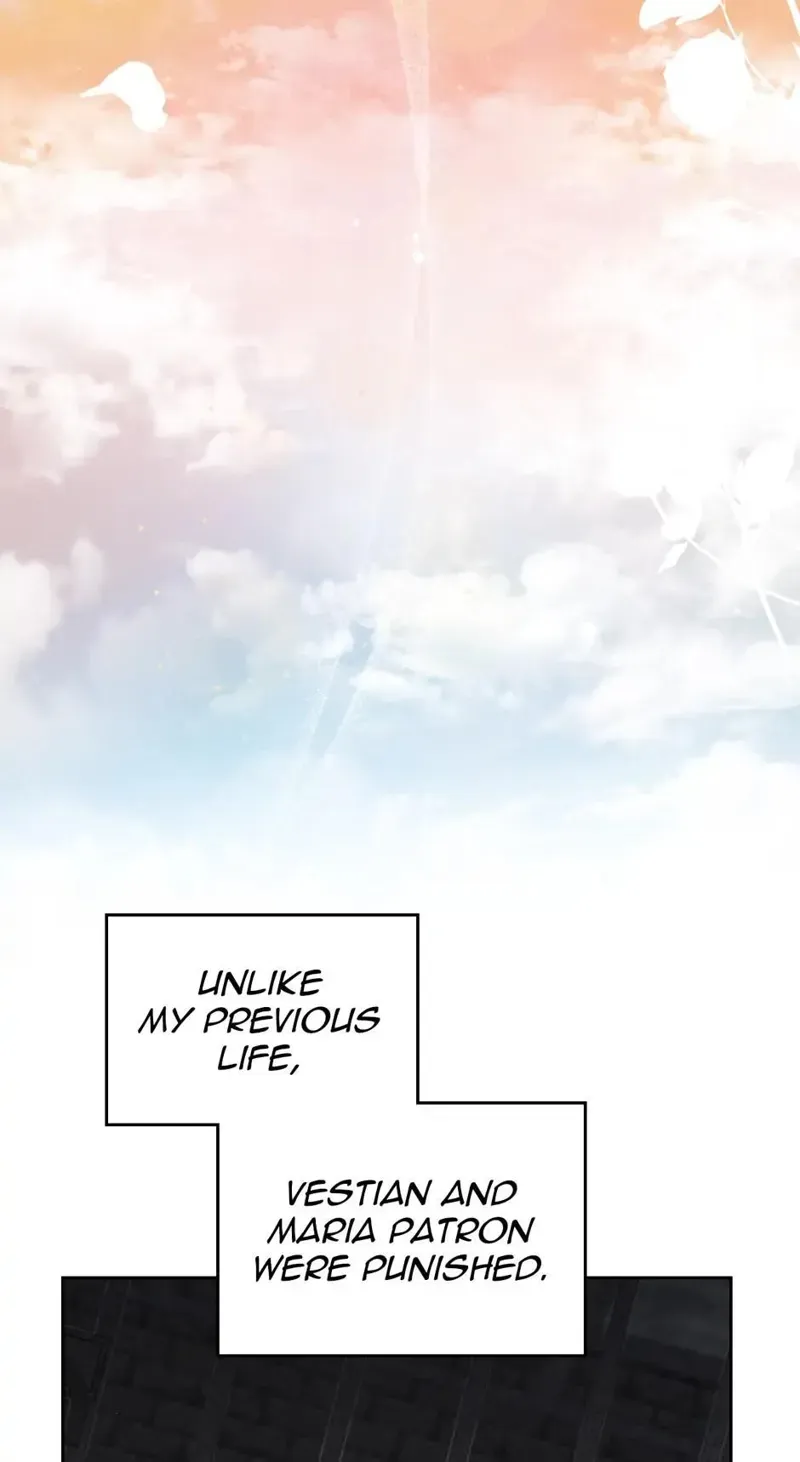 UNLIKE
MY PREVIOUS
LIFE,
VESTIAN AND
MARIA PATRON
WERE PUNISHED.